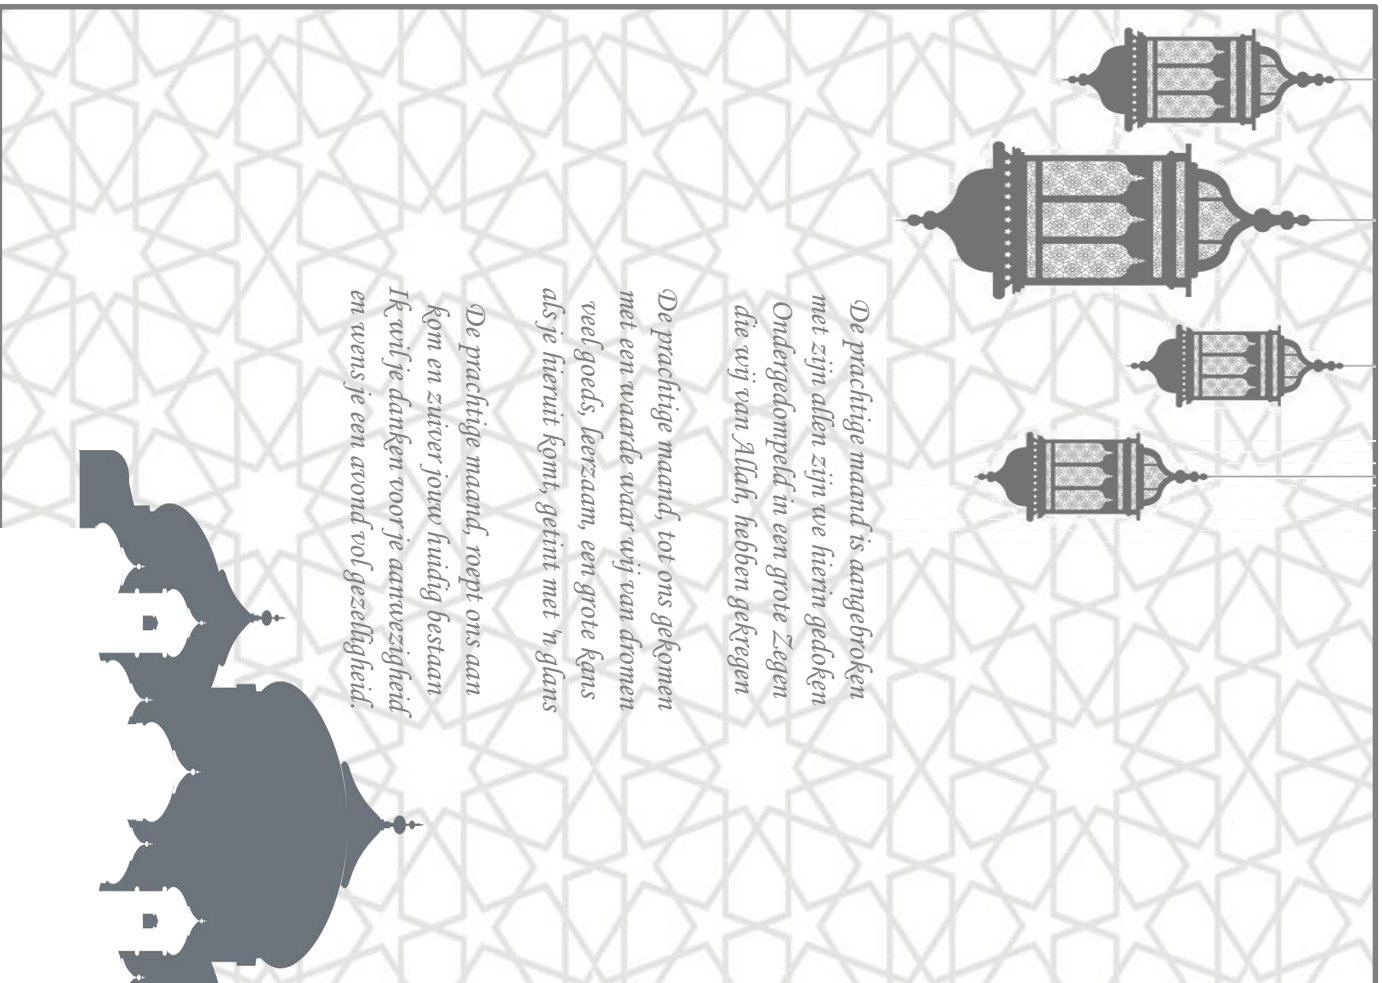 De prachtige maand is aangebroken
met zijn allen zijn we hierin gedoken
Ondergedompeld in een grote Zegen
die wij van Allah, hebben gekregen
De prachtige maand, tot ons gekomen
met een waarde waar wij van dromen
veel goeds, leerzaam, een grote kans
als je hieruit komt, getint met 'n glans
De prachtige maand, roept ons aan
kom en zuiver jouw huidig bestaan
Ik wil je danken voor je aanwezigheid
en wens je een avond vol gezelligheid.